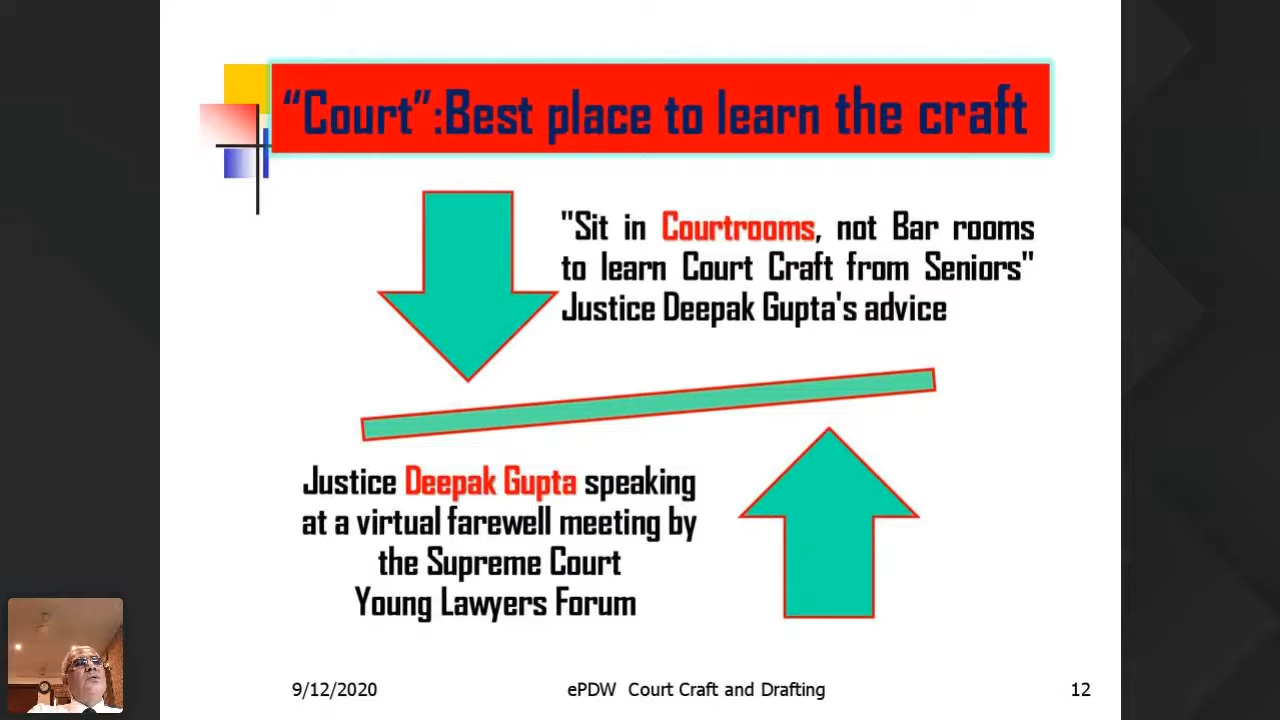 “Court”:Best place to learn the craft
"Sit in Courtrooms, not Bar rooms
to learn Court Craft from Seniors"
Justice Deepak Gupta's advice
Justice Deepak Gupta speaking
at a virtual farewell meeting by
the Supreme Court
Young Lawyers Forum
9/12/2020
ePDW Court Craft and Drafting
12